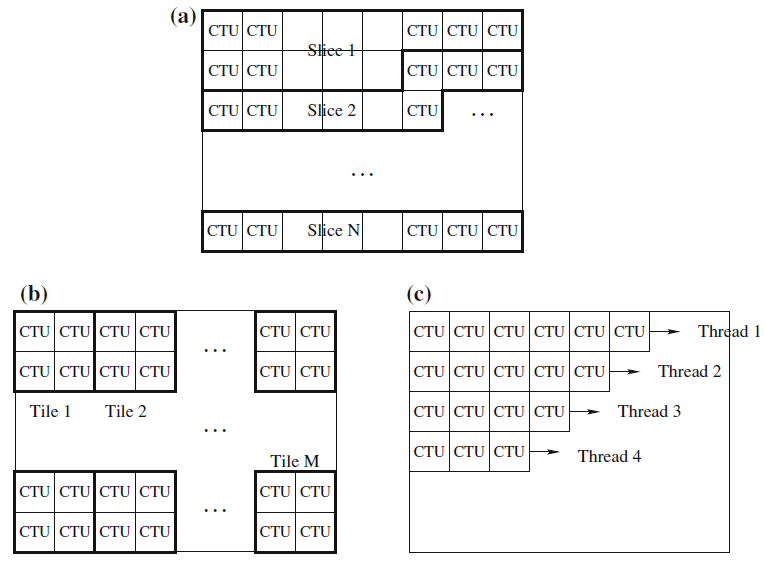 (a)
CTU CTU CTU CTU CTU
Slice 1
CTU CTU CTU CTU CTU
CTU CTU Slice 2 CTU ...
...
CTU CTU Slice N CTU CTU CTU
(b)
CTU CTU CTU CTU CTU CTU
...
CTU CTU CTU CTU CTU CTU
Tile 1 Tile 2
...
Tile M
CTU CTU CTU CTU CTU CTU
...
CTU CTU CTU CTU CTU CTU
(c)
CTU CTU CTU CTU CTU CTU Thread 1
CTU CTU CTU CTU CTU Thread 2
CTU CTU CTU CTU Thread 3
CTU CTU CTU Thread 4